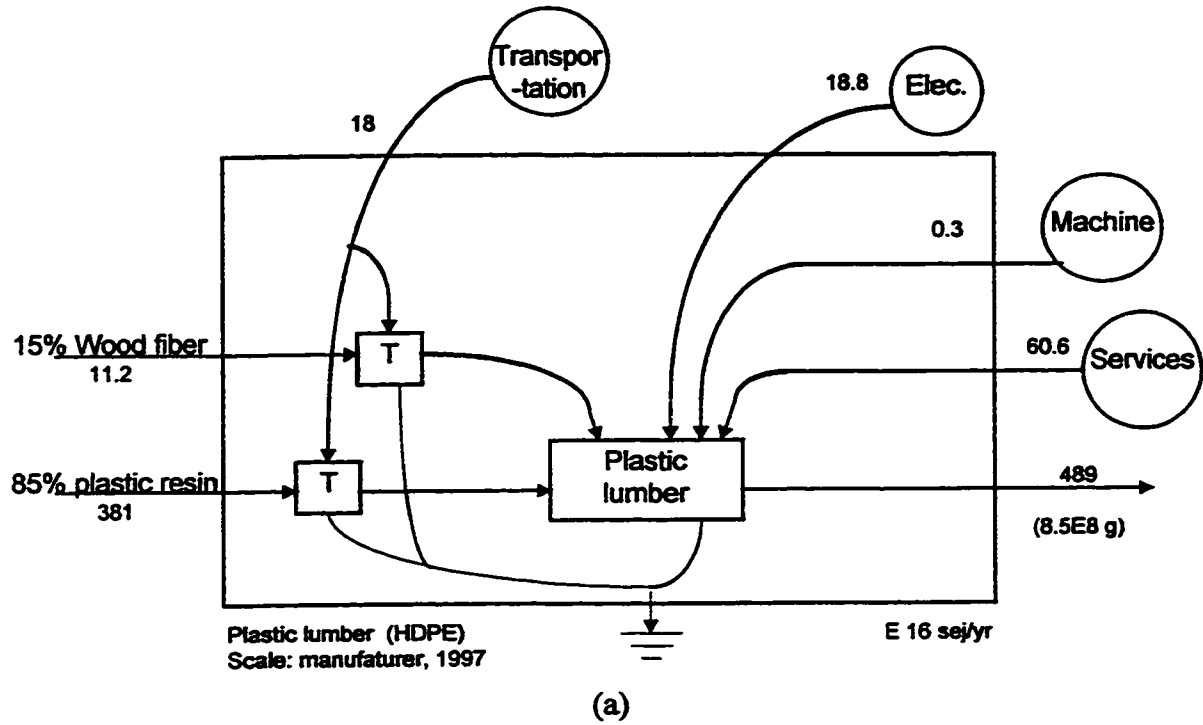 Transpor
-tation
18.8
Elec.
18
0.3
Machine
15% Wood fiber
11.2
T
60.6
Services
85% plastic resin
381
T
Plastic
lumber
489
(8.5E8 g)
Plastic lumber (HDPE)
Scale: manufaturer, 1997
E 16 sej/yr
(a)